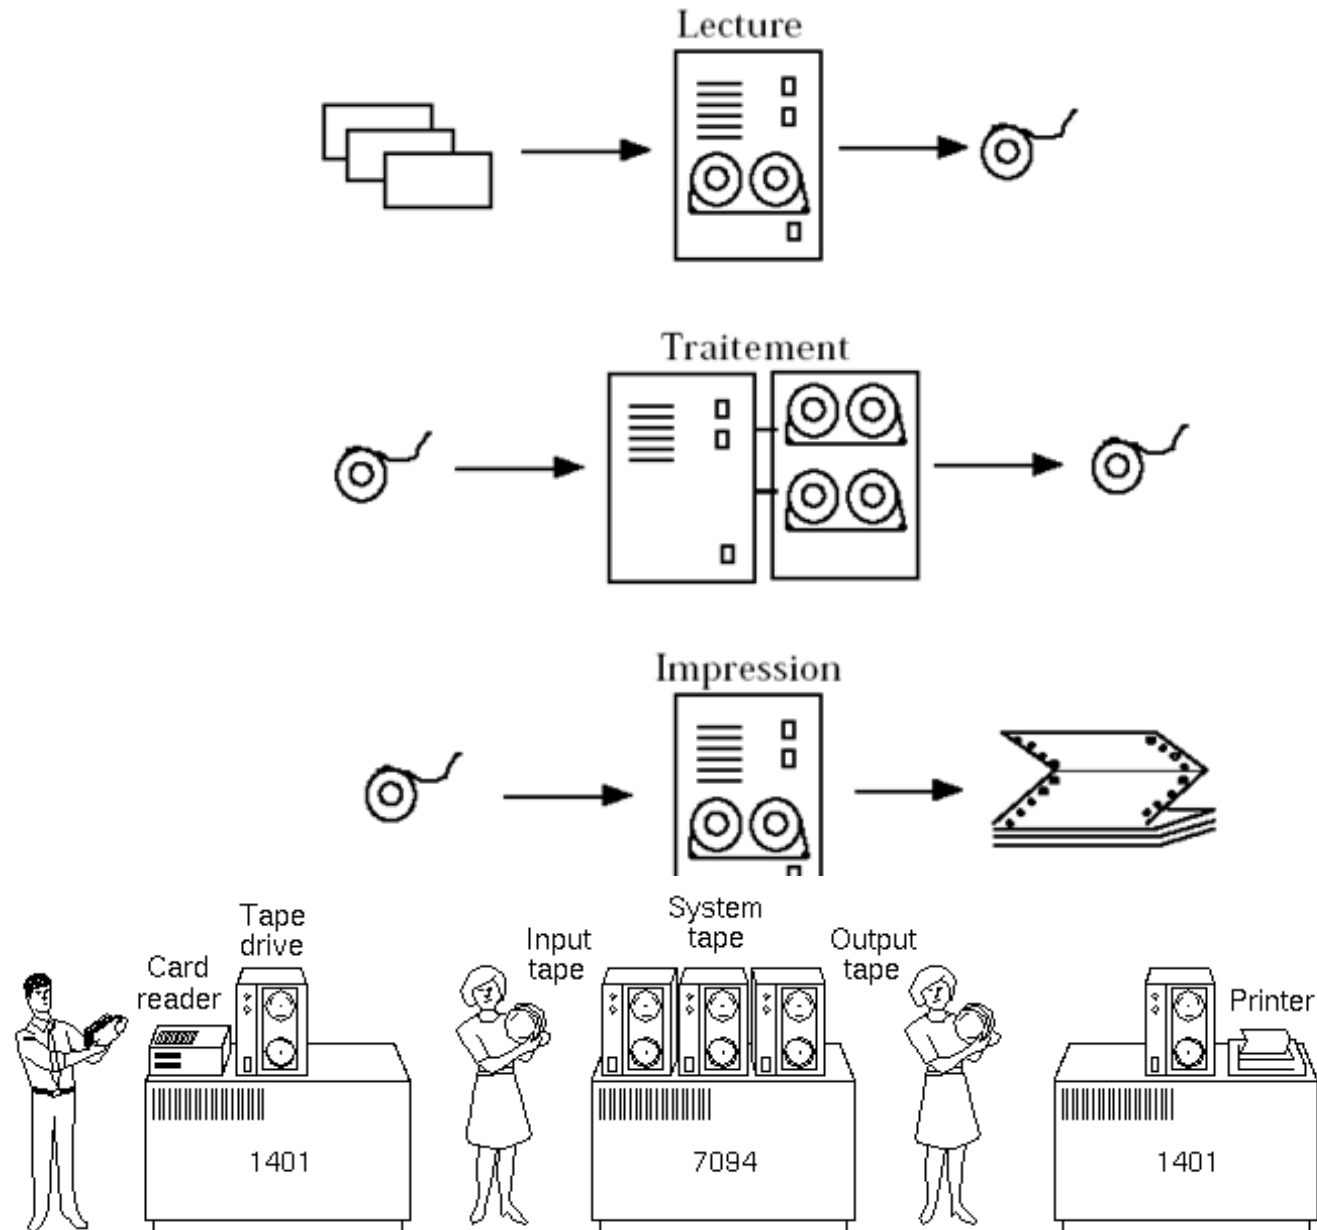 Lecture
Traitement
Impression
Tape
drive
Card
reader
Input
tape
System
tape
Output
tape
Printer
1401
7094
1401